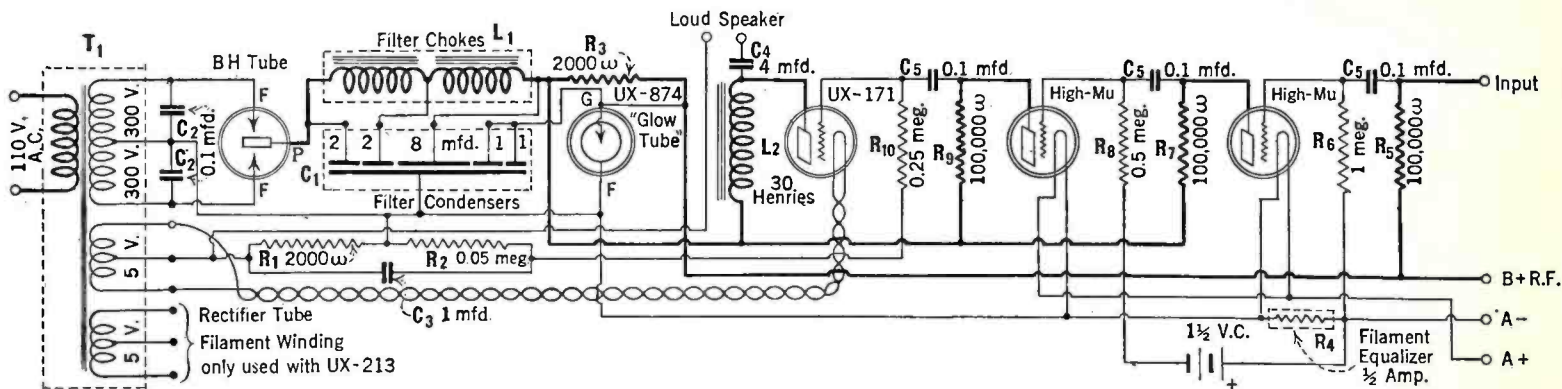 T1
110 V. A.C.
300 V.
300 V.
C2
C2
0.1 mfd.
BH Tube
F
F
P
Filter Chokes L1
2
2
8
mfd.
1
1
C1
Filter Condensers
R3
2000 ω
UX-874
G
"Glow
Tube"
F
5 V.
R1 2000 ω
R2 0.05 meg.
C3 1 mfd.
5 V.
Rectifier Tube
Filament Winding
only used with UX-213
Loud Speaker
C4
4 mfd.
L2
30
Henries
UX-171
C5 0.1 mfd.
R10
0.25 meg.
R9
100,000 ω
High-Mu
C5 0.1 mfd.
R8
0.5 meg.
R7
100,000 ω
High-Mu
C5 0.1 mfd.
R6
1 meg.
R5
100,000 ω
Input
B+R.F.
A-
A+
1½ V.C.
+
R4
Filament
Equalizer
½ Amp.